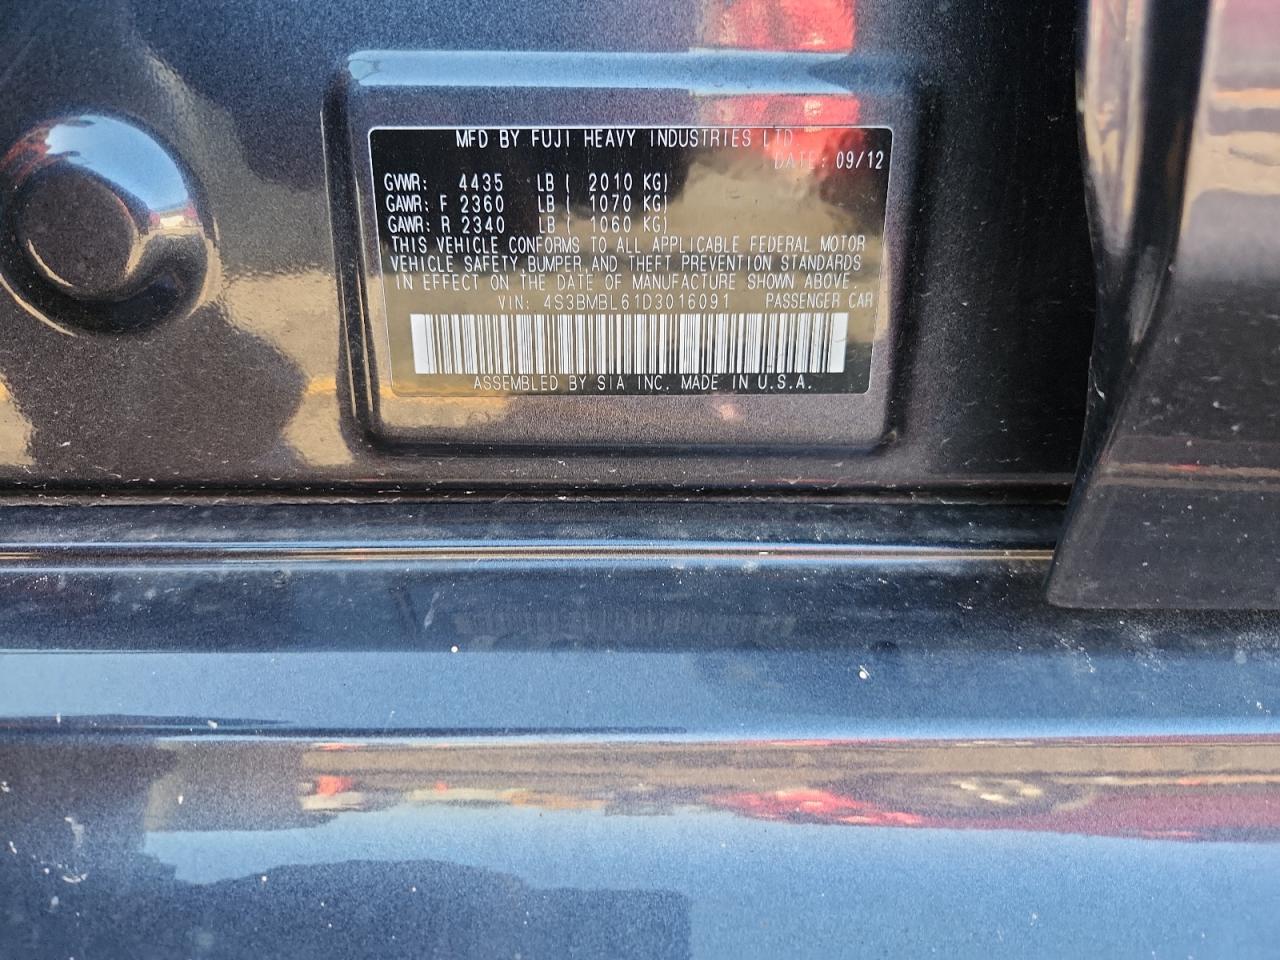 MFD BY FUJI HEAVY INDUSTRIES LTD.
DATE: 09/12
GVWR: 4435 LB ( 2010 KG)
GAWR: F 2360 LB ( 1070 KG)
GAWR: R 2340 LB ( 1060 KG)
THIS VEHICLE CONFORMS TO ALL APPLICABLE FEDERAL MOTOR
VEHICLE SAFETY, BUMPER, AND THEFT PREVENTION STANDARDS
IN EFFECT ON THE DATE OF MANUFACTURE SHOWN ABOVE.
VIN: 4S3BMBL61D3016091 PASSENGER CAR
ASSEMBLED BY SIA INC. MADE IN U.S.A.